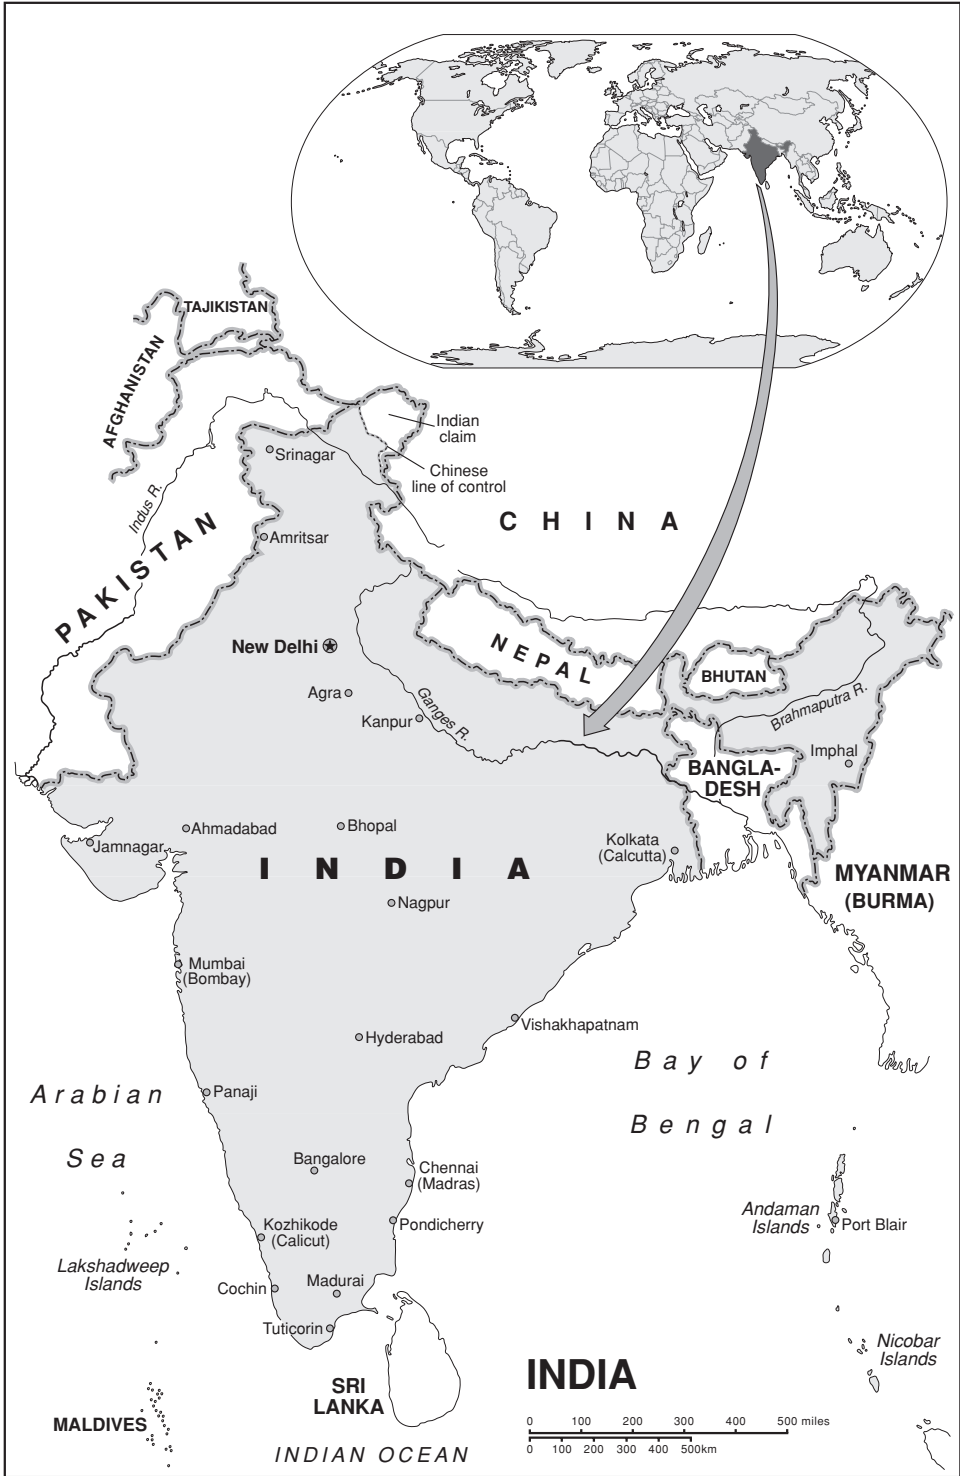 TAJIKISTAN
AFGHANISTAN
Indian
claim
Srinagar
Chinese
line of control
Indus R.
CHINA
PAKISTAN
Amritsar
New Delhi
NEPAL
BHUTAN
Agra
Ganges R.
Kanpur
Brahmaputra R.
Imphal
BANGLA-
DESH
Ahmadabad
Bhopal
Jamnagar
Kolkata
(Calcutta)
INDIA
MYANMAR
(BURMA)
Nagpur
Mumbai
(Bombay)
Vishakhapatnam
Hyderabad
Bay of
Bengal
Arabian
Sea
Panaji
Bangalore
Chennai
(Madras)
Andaman
Islands
Port Blair
Pondicherry
Kozhikode
(Calicut)
Lakshadweep
Islands
Cochin
Madurai
Tuticorin
Nicobar
Islands
SRI
LANKA
INDIA
MALDIVES
INDIAN OCEAN
0 100 200 300 400 500 miles
0 100 200 300 400 500km